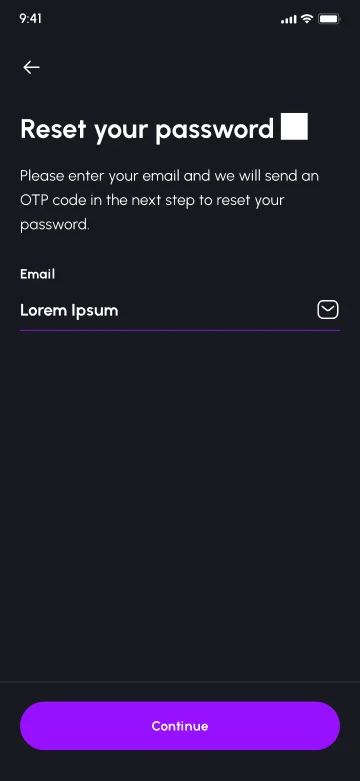 9:41
Reset your password
Please enter your email and we will send an
OTP code in the next step to reset your
password.
Email
Lorem Ipsum
Continue